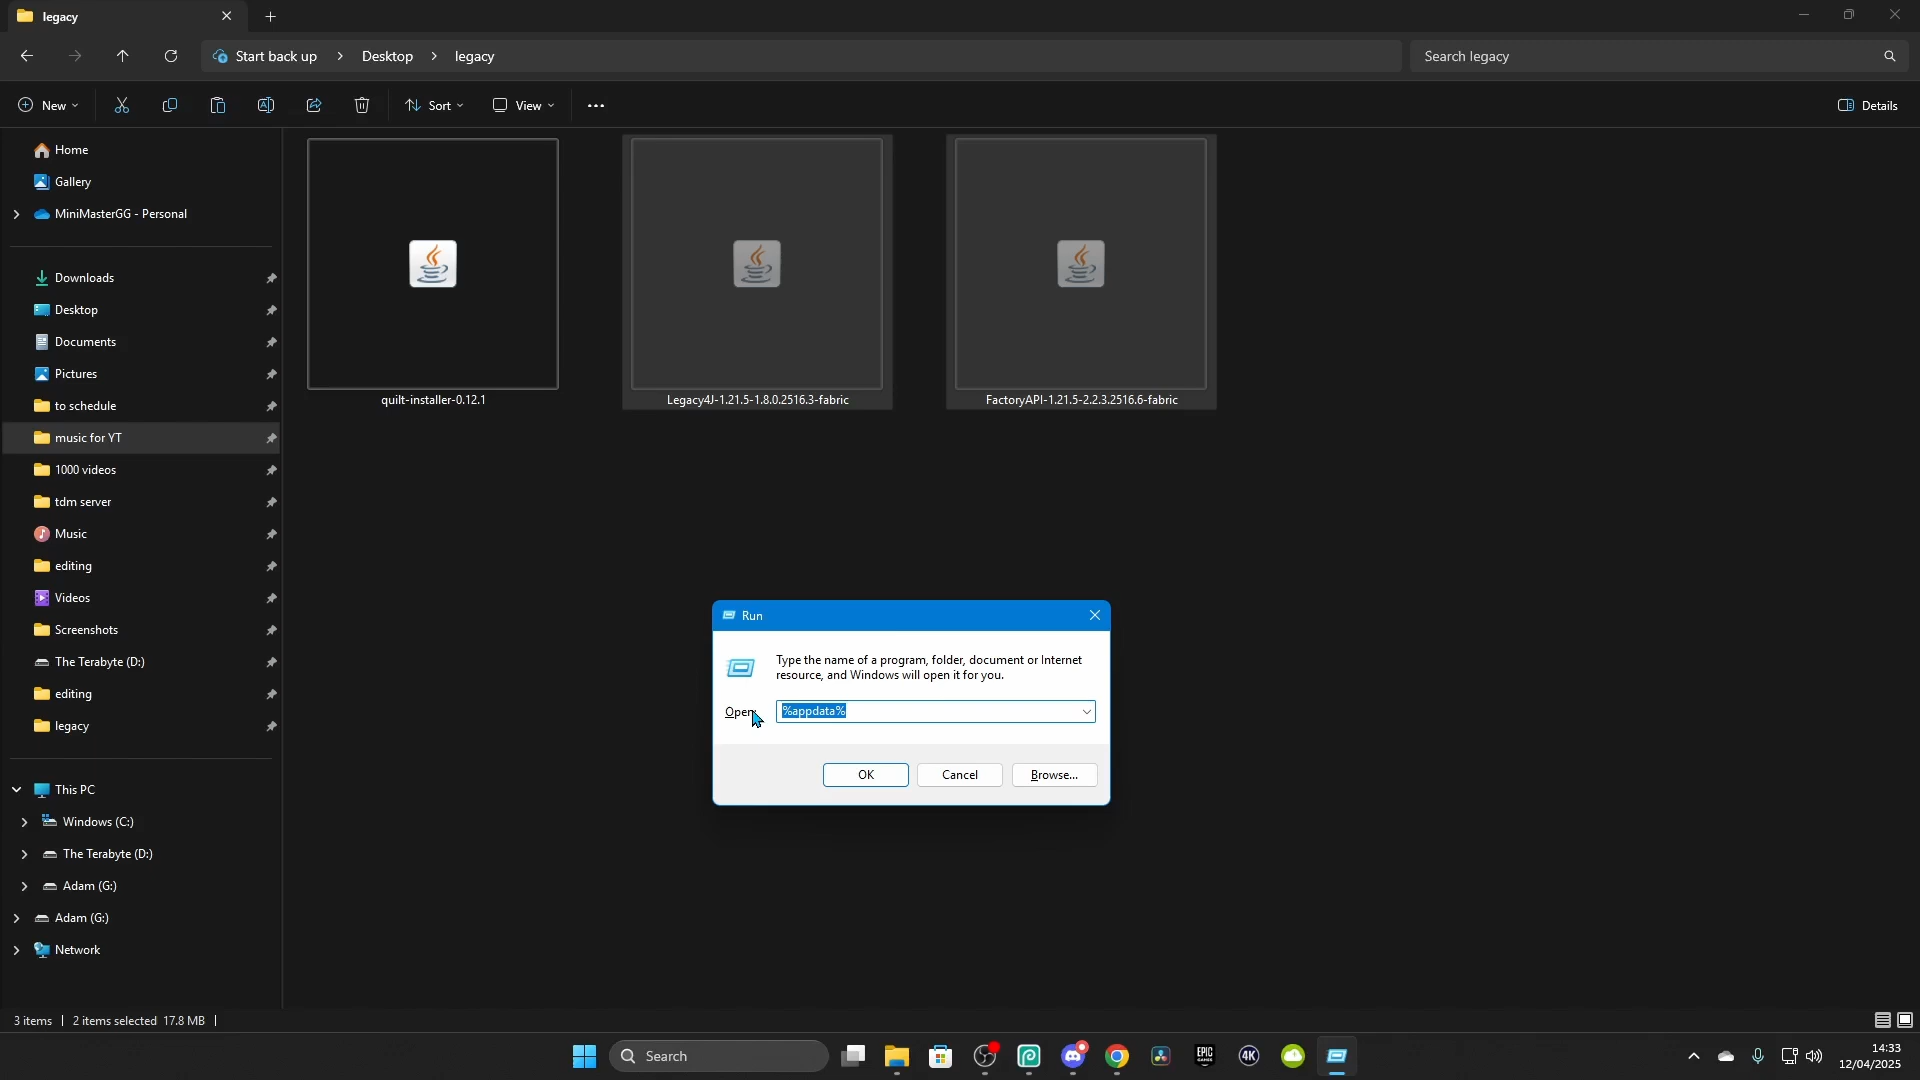 legacy
Start back up > Desktop > legacy
Search legacy
New
Sort
View
Details
Home
Gallery
MiniMasterGG - Personal
Downloads
Desktop
Documents
Pictures
to schedule
music for YT
1000 videos
tdm server
Music
editing
Videos
Screenshots
The Terabyte (D:)
editing
legacy
This PC
Windows (C:)
The Terabyte (D:)
Adam (G:)
Adam (G:)
Network
quilt-installer-0.12.1
Legacy4J-1.21.5-1.8.0.2516.3-fabric
FactoryAPI-1.21.5-2.2.3.2516.6-fabric
Run
Type the name of a program, folder, document or Internet
resource, and Windows will open it for you.
Open:
%appdata%
OK
Cancel
Browse...
3 items
2 items selected 17.8 MB
Search
EPIC
GAMES
4K
14:33
12/04/2025